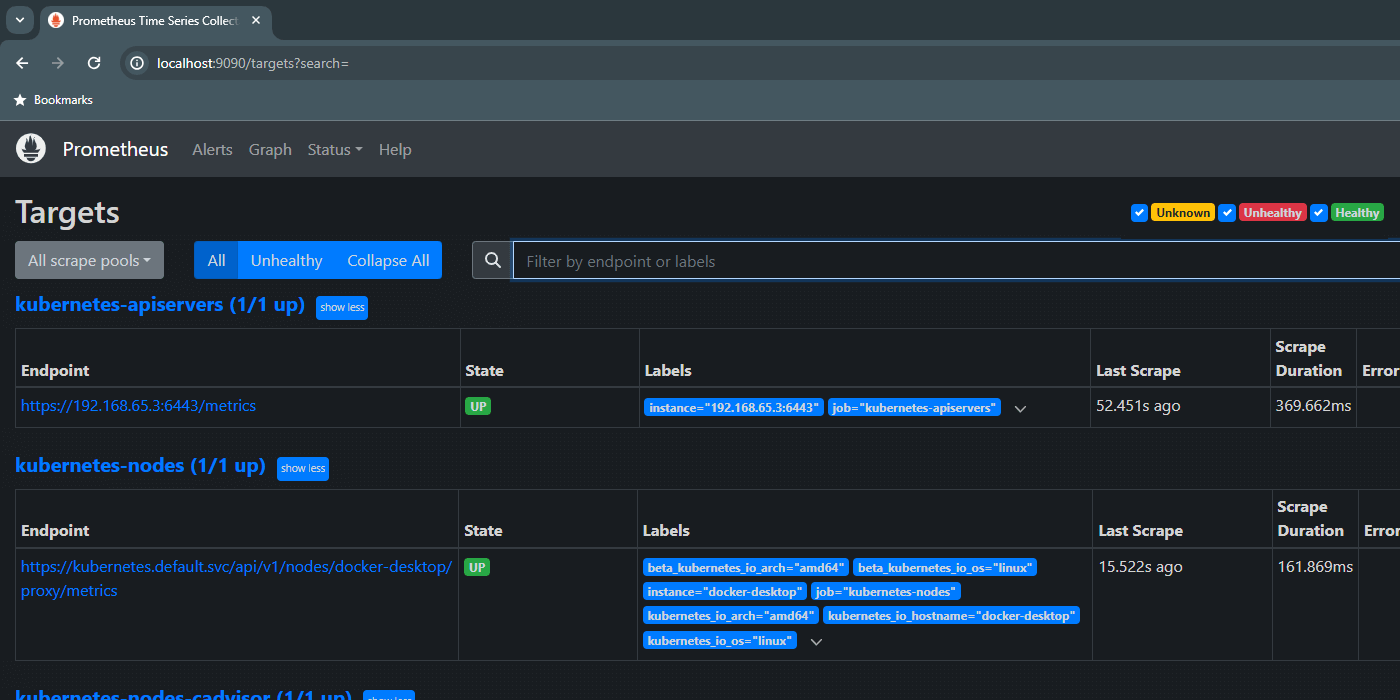 Prometheus Time Series Collect
localhost:9090/targets?search=
Bookmarks
Prometheus Alerts Graph Status Help
Targets
Unknown Unhealthy Healthy
All scrape pools All Unhealthy Collapse All Filter by endpoint or labels
kubernetes-apiservers (1/1 up) show less
Endpoint State Labels Last Scrape Scrape Duration Error
https://192.168.65.3:6443/metrics UP instance="192.168.65.3:6443" job="kubernetes-apiservers" 52.451s ago 369.662ms
kubernetes-nodes (1/1 up) show less
Endpoint State Labels Last Scrape Scrape Duration Error
https://kubernetes.default.svc/api/v1/nodes/docker-desktop/ UP beta_kubernetes_io_arch="amd64" beta_kubernetes_io_os="linux" 15.522s ago 161.869ms
proxy/metrics instance="docker-desktop" job="kubernetes-nodes"
kubernetes_io_arch="amd64" kubernetes_io_hostname="docker-desktop"
kubernetes_io_os="linux"
kubernetes-nodes-cadvisor (1/1 up) show less